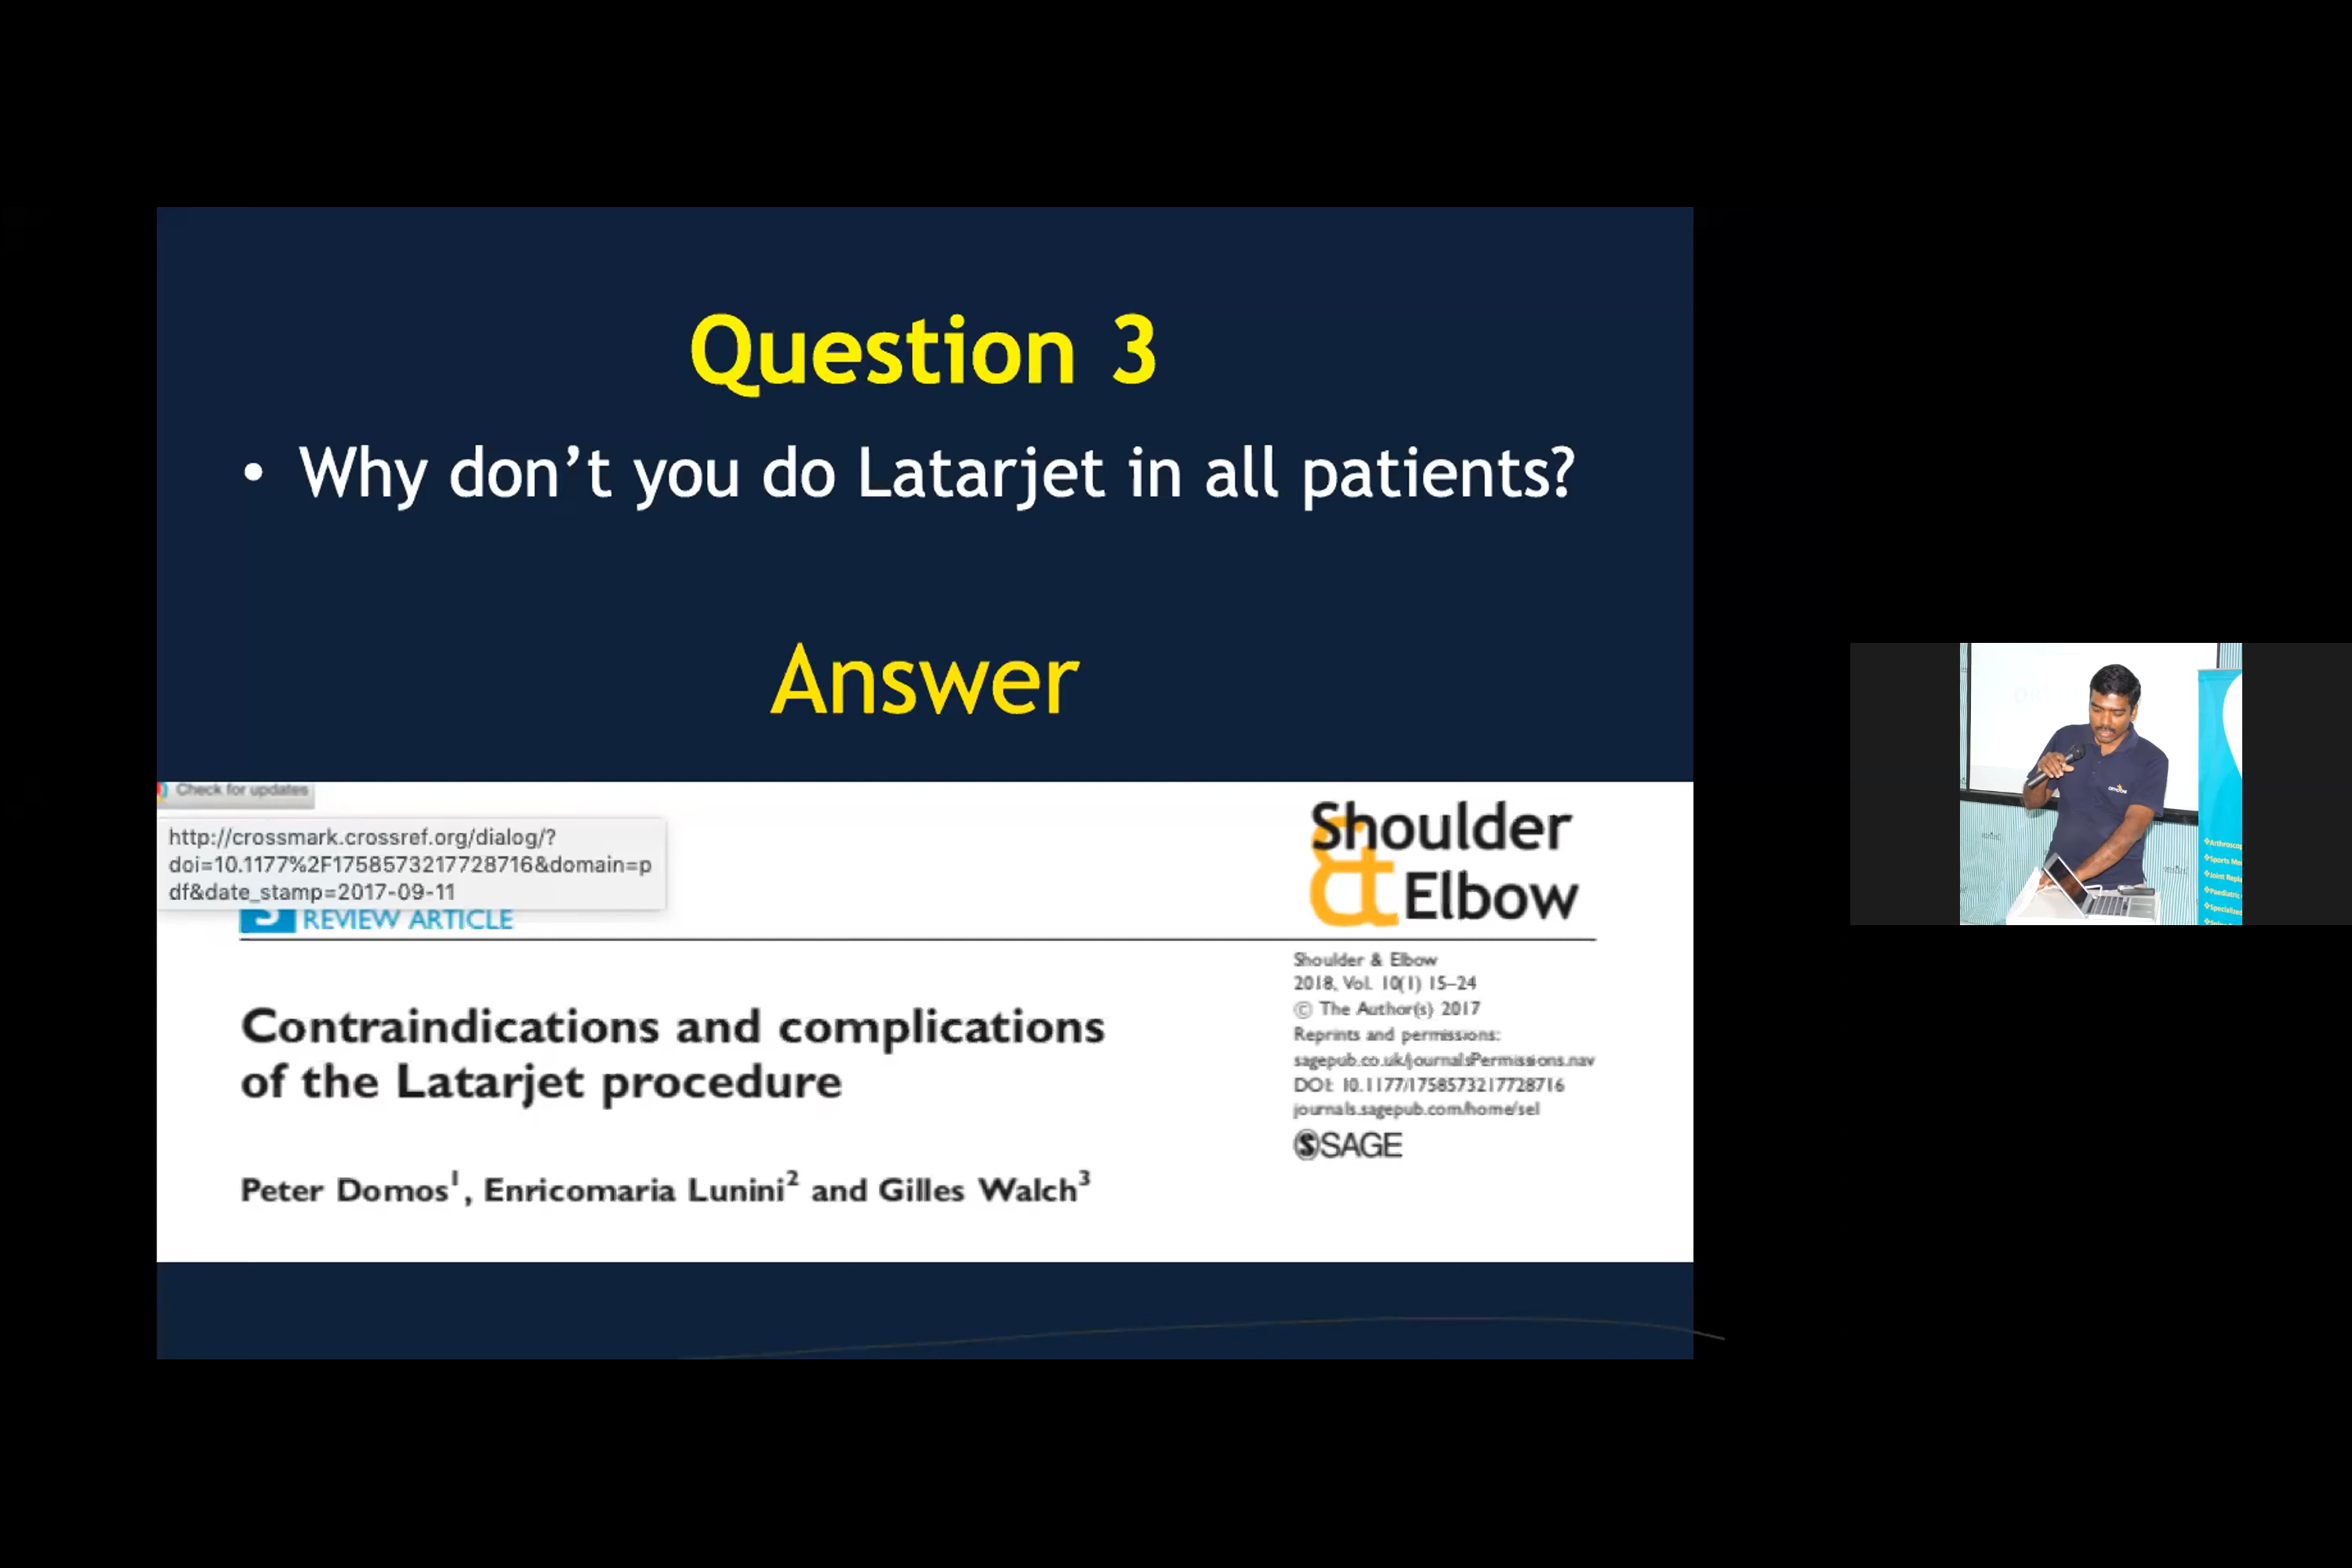 Question 3
• Why don’t you do Latarjet in all patients?
Answer
Check for updates
http://crossmark.crossref.org/dialog/?
doi=10.1177%2F1758573217728716&domain=p
df&date_stamp=2017-09-11
REVIEW ARTICLE
Shoulder
& Elbow
Shoulder & Elbow
2018, Vol. 10(1) 15–24
© The Author(s) 2017
Reprints and permissions:
sagepub.co.uk/journalsPermissions.nav
DOI: 10.1177/1758573217728716
journals.sagepub.com/home/sel
SSAGE
Contraindications and complications
of the Latarjet procedure
Peter Domos¹, Enricomaria Lunini² and Gilles Walch³